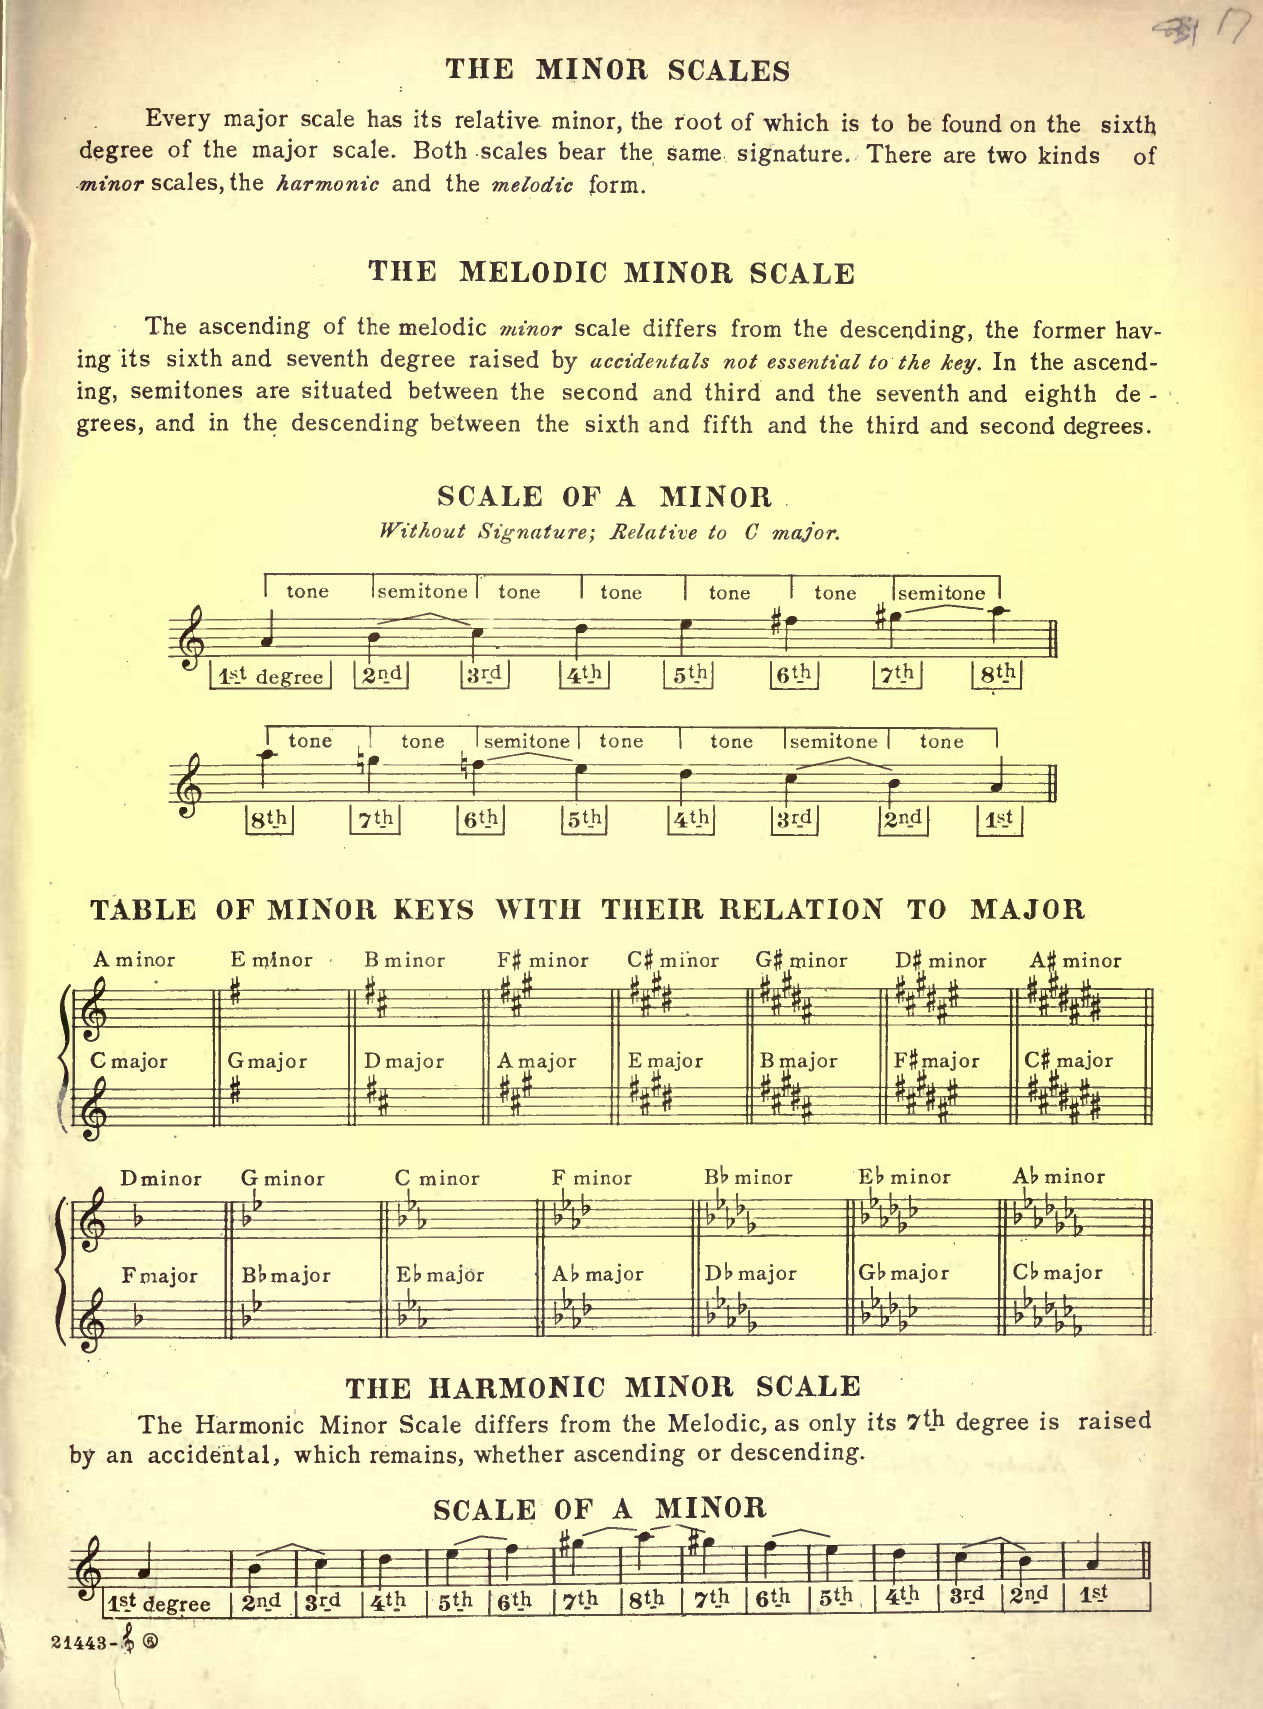 17
THE MINOR SCALES
Every major scale has its relative minor, the root of which is to be found on the sixth
degree of the major scale. Both scales bear the same signature. There are two kinds of
minor scales, the harmonic and the melodic form.
THE MELODIC MINOR SCALE
The ascending of the melodic minor scale differs from the descending, the former hav-
ing its sixth and seventh degree raised by accidentals not essential to the key. In the ascend-
ing, semitones are situated between the second and third and the seventh and eighth de-
grees, and in the descending between the sixth and fifth and the third and second degrees.
SCALE OF A MINOR
Without Signature; Relative to C major.
tone semitone tone tone tone tone semitone
1st degree 2nd 3rd 4th 5th 6th 7th 8th
tone tone semitone tone tone semitone tone
8th 7th 6th 5th 4th 3rd 2nd 1st
TABLE OF MINOR KEYS WITH THEIR RELATION TO MAJOR
A minor E minor B minor F♯ minor C♯ minor G♯ minor D♯ minor A♯ minor
C major G major D major A major E major B major F♯ major C♯ major
D minor G minor C minor F minor B♭ minor E♭ minor A♭ minor
F major B♭ major E♭ major A♭ major D♭ major G♭ major C♭ major
THE HARMONIC MINOR SCALE
The Harmonic Minor Scale differs from the Melodic, as only its 7th degree is raised
by an accidental, which remains, whether ascending or descending.
SCALE OF A MINOR
1st degree 2nd 3rd 4th 5th 6th 7th 8th 7th 6th 5th 4th 3rd 2nd 1st
21443-